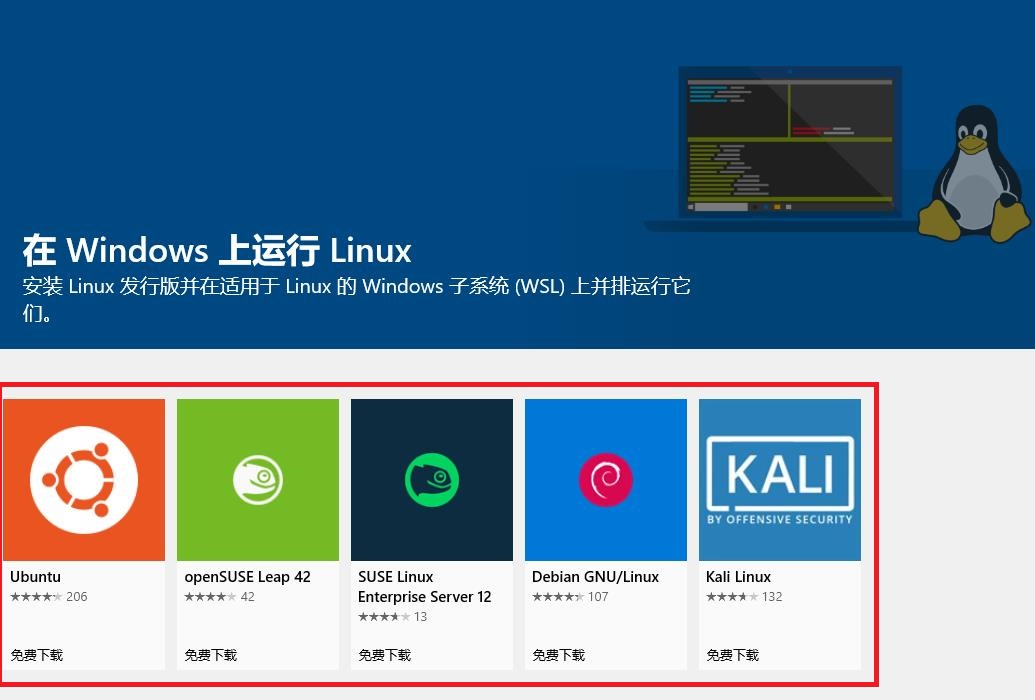 在 Windows 上运行 Linux
安装 Linux 发行版并在适用于 Linux 的 Windows 子系统 (WSL) 上并排运行它
们。
KALI
BY OFFENSIVE SECURITY
Ubuntu
206
免费下载
openSUSE Leap 42
42
免费下载
SUSE Linux
Enterprise Server 12
13
免费下载
Debian GNU/Linux
107
免费下载
Kali Linux
132
免费下载